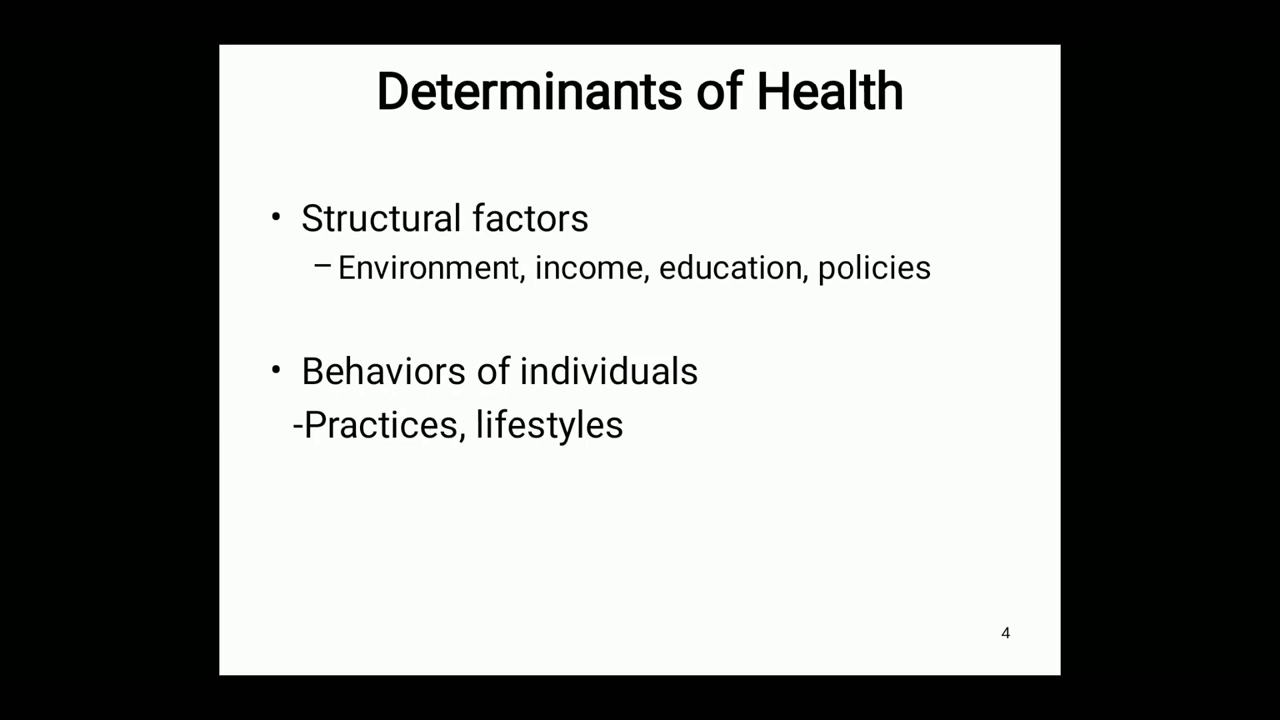 Determinants of Health
• Structural factors
– Environment, income, education, policies
• Behaviors of individuals
-Practices, lifestyles
4